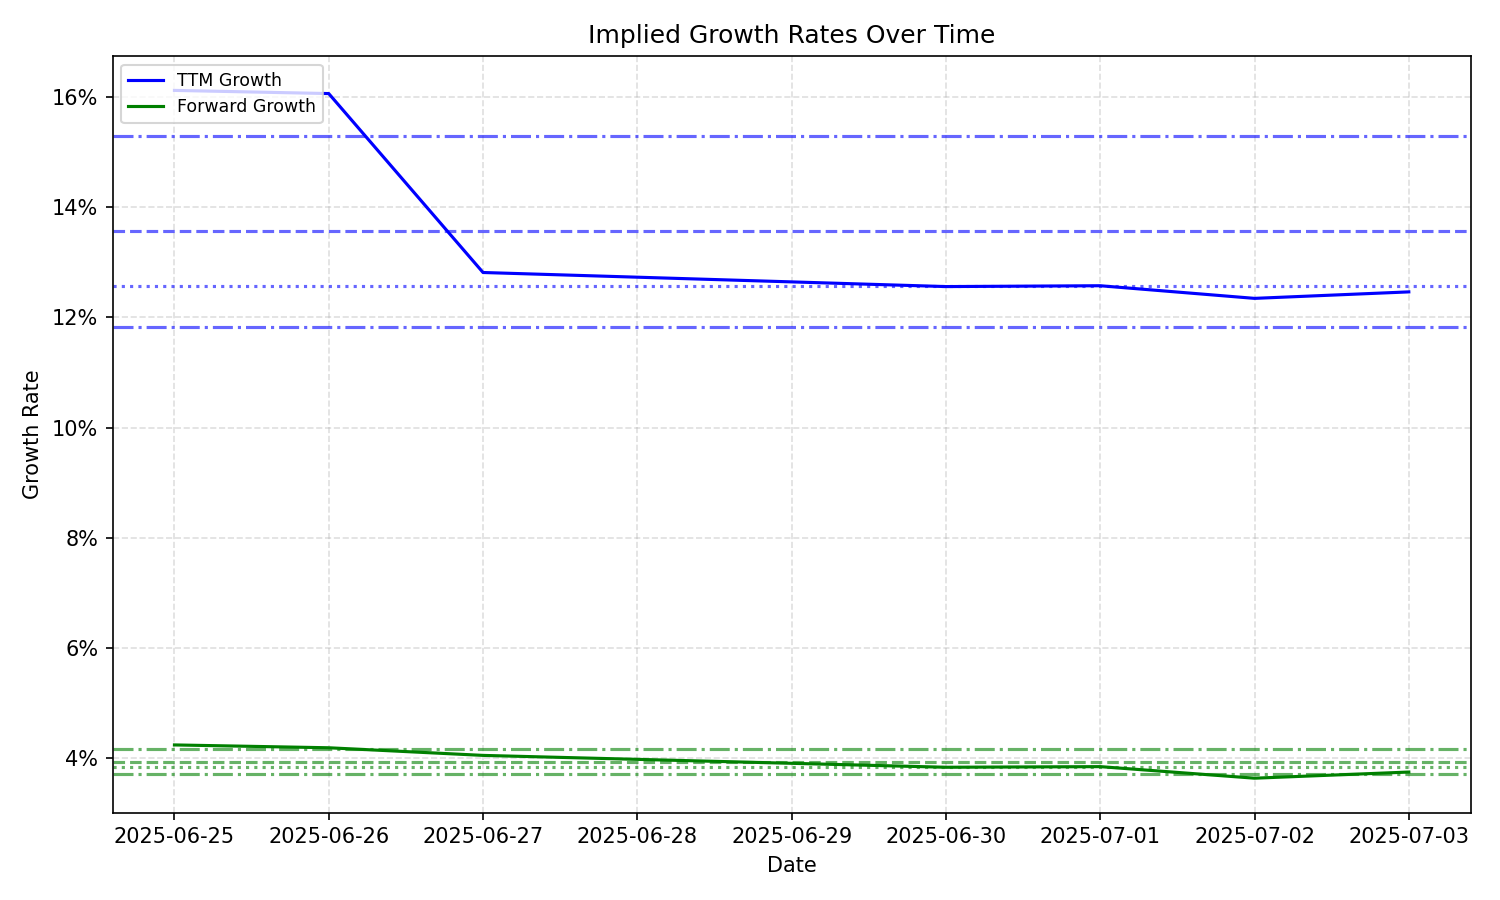 Implied Growth Rates Over Time
TTM Growth
Forward Growth
16%
14%
12%
10%
8%
6%
4%
Growth Rate
2025-06-25 2025-06-26 2025-06-27 2025-06-28 2025-06-29 2025-06-30 2025-07-01 2025-07-02 2025-07-03
Date